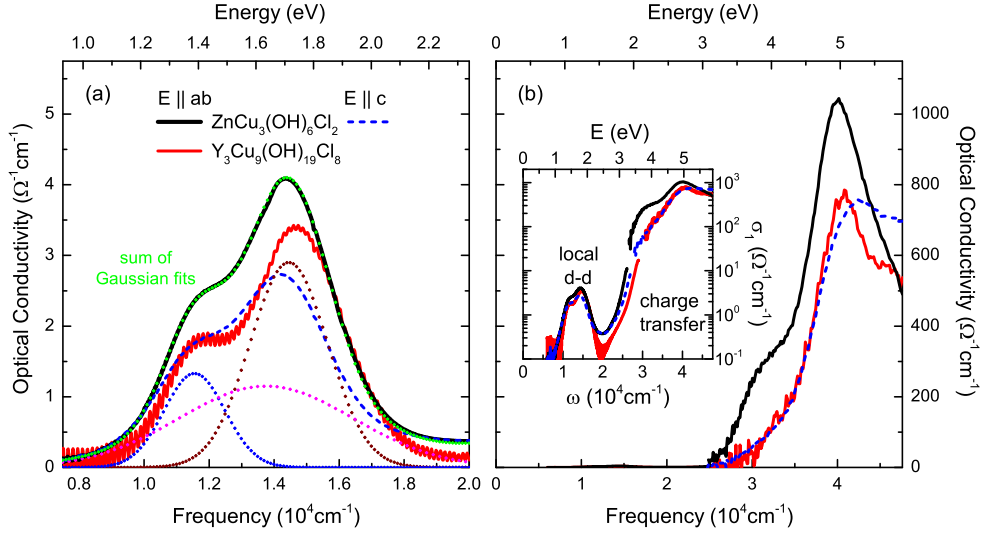 Energy (eV)
1.0 1.2 1.4 1.6 1.8 2.0 2.2
(a)
E || ab E || c
ZnCu₃(OH)₆Cl₂
Y₃Cu₉(OH)₁₉Cl₈
sum of
Gaussian fits
Optical Conductivity (Ω⁻¹cm⁻¹)
5
4
3
2
1
0
0.8 1.0 1.2 1.4 1.6 1.8 2.0
Frequency (10⁴cm⁻¹)
Energy (eV)
0 1 2 3 4 5
(b)
E (eV)
0 1 2 3 4 5
local
d-d
charge
transfer
10³
10²
10¹
10⁰
10⁻¹
σ₁ (Ω⁻¹cm⁻¹)
0 1 2 3 4
ω (10⁴cm⁻¹)
1000
800
600
400
200
0
Optical Conductivity (Ω⁻¹cm⁻¹)
0 1 2 3 4
Frequency (10⁴cm⁻¹)